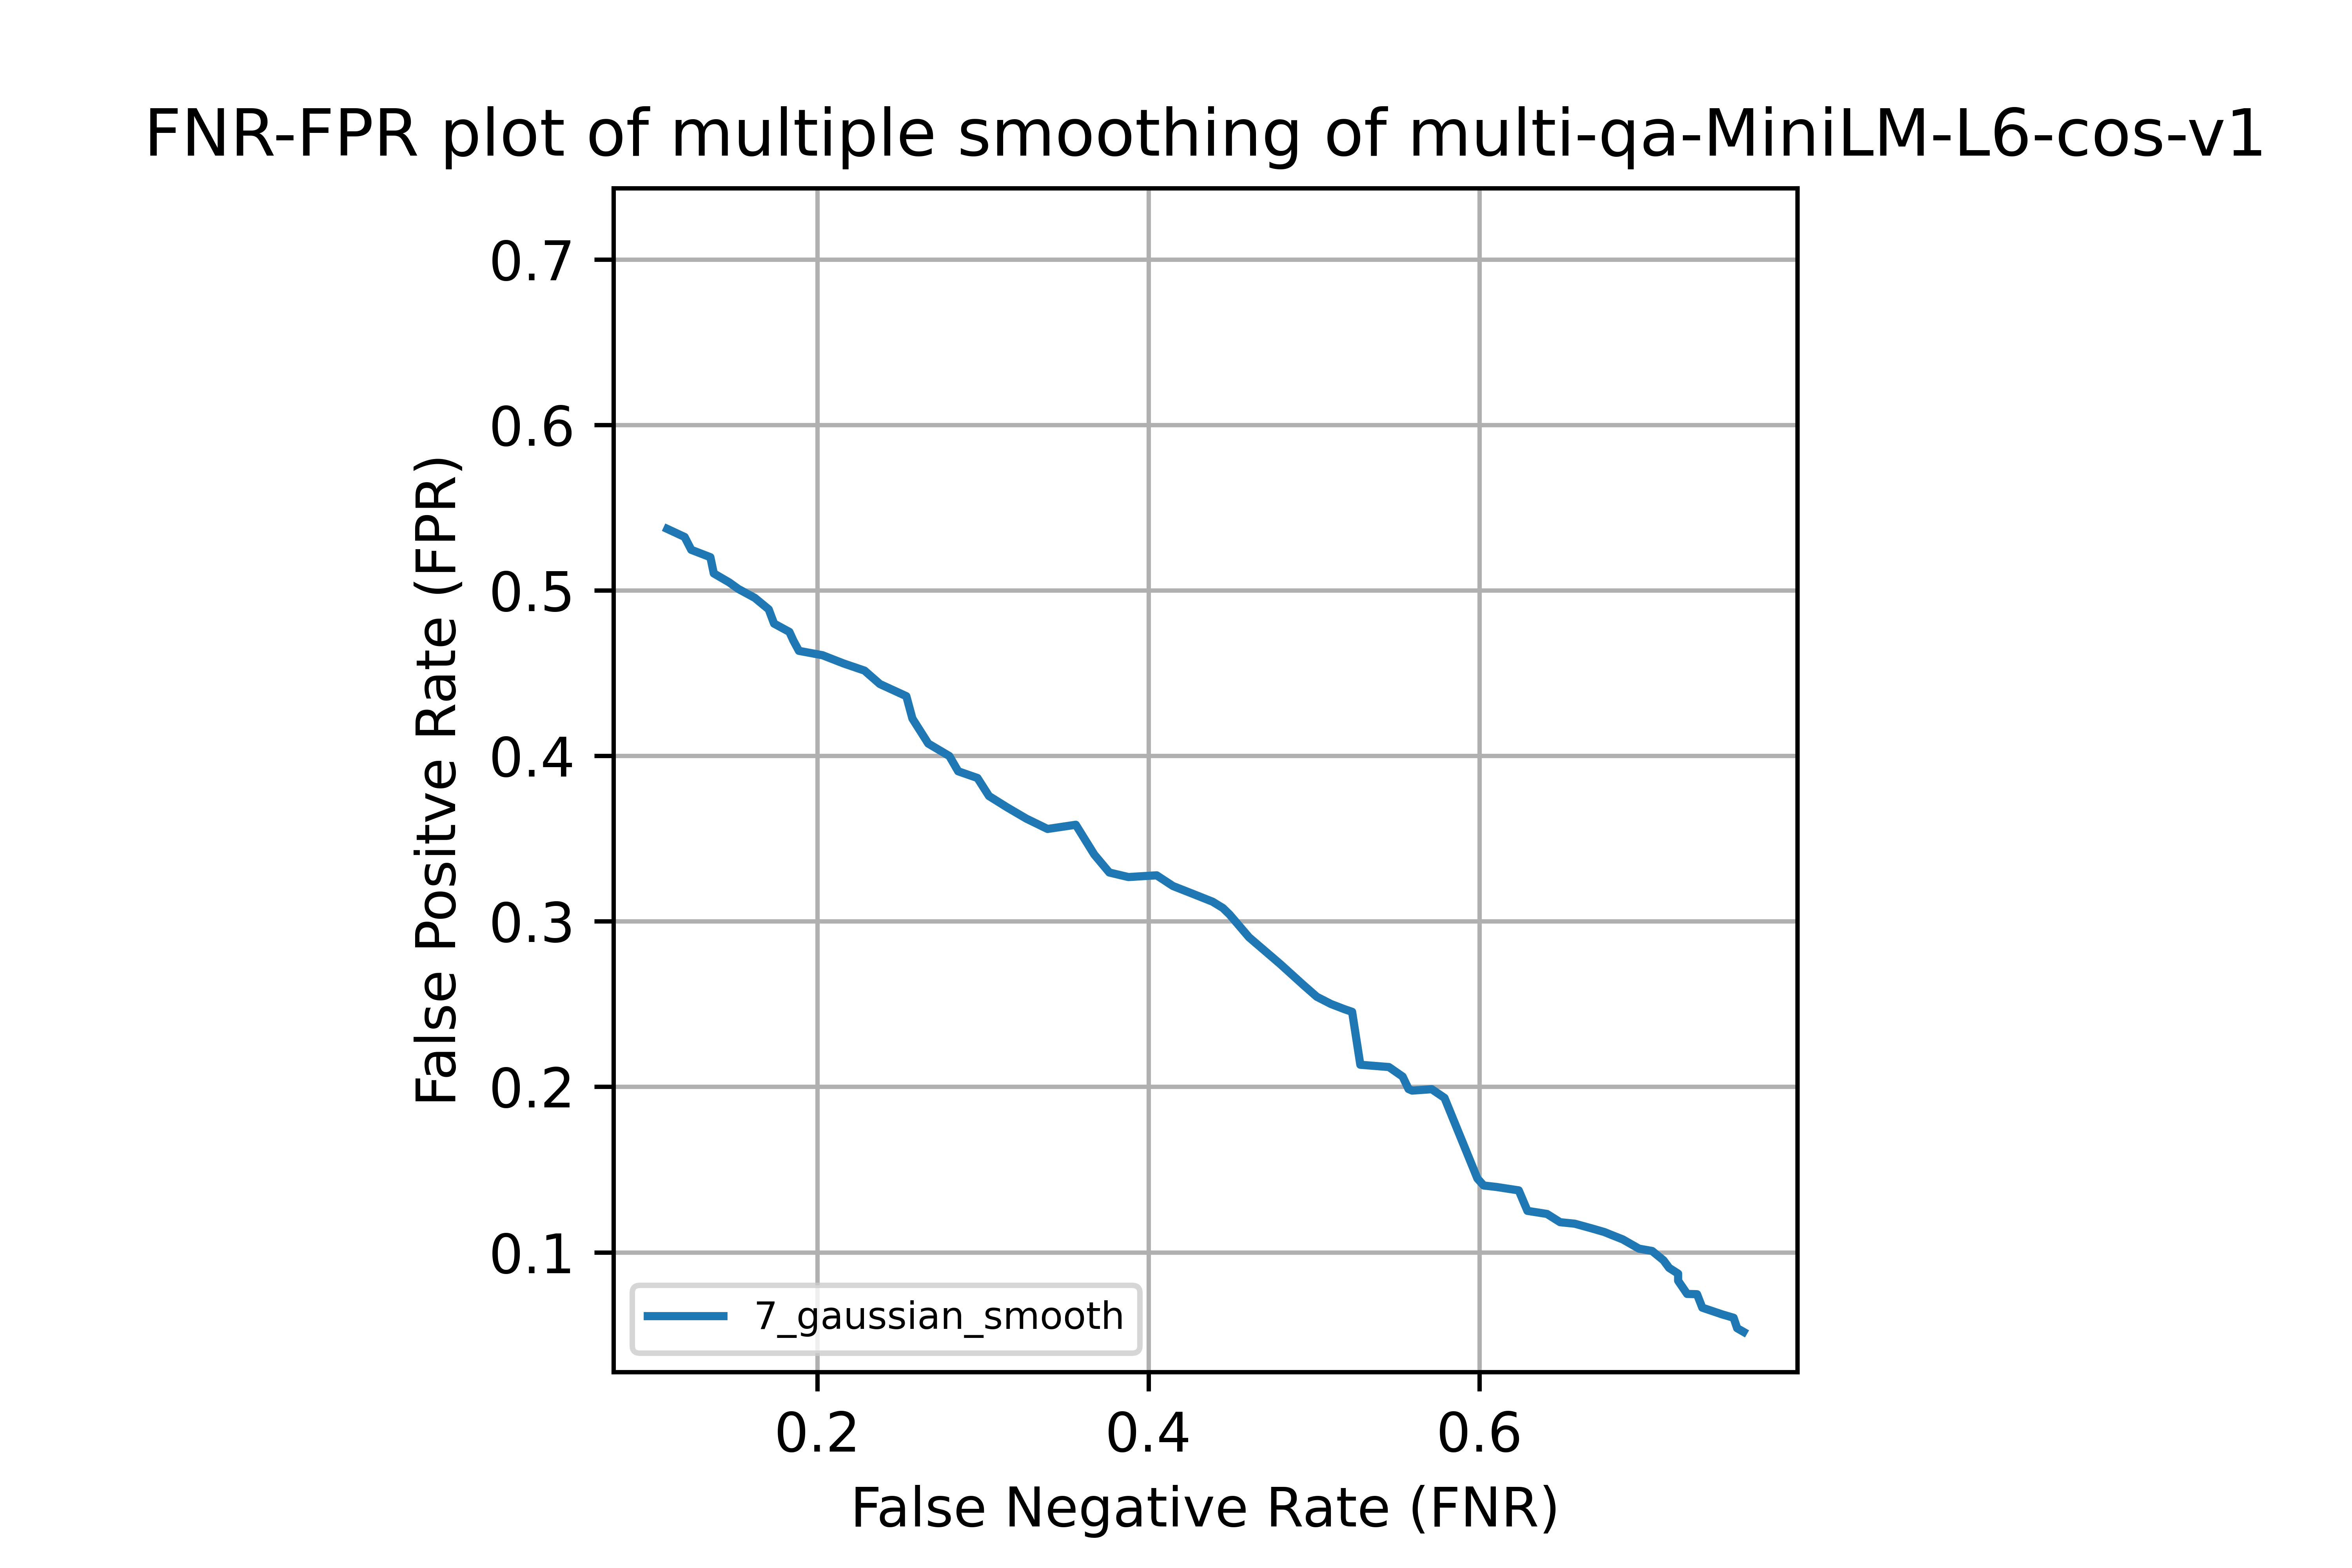 FNR-FPR plot of multiple smoothing of multi-qa-MiniLM-L6-cos-v1
0.7
0.6
0.5
0.4
0.3
0.2
0.1
False Positve Rate (FPR)
7_gaussian_smooth
0.2 0.4 0.6
False Negative Rate (FNR)